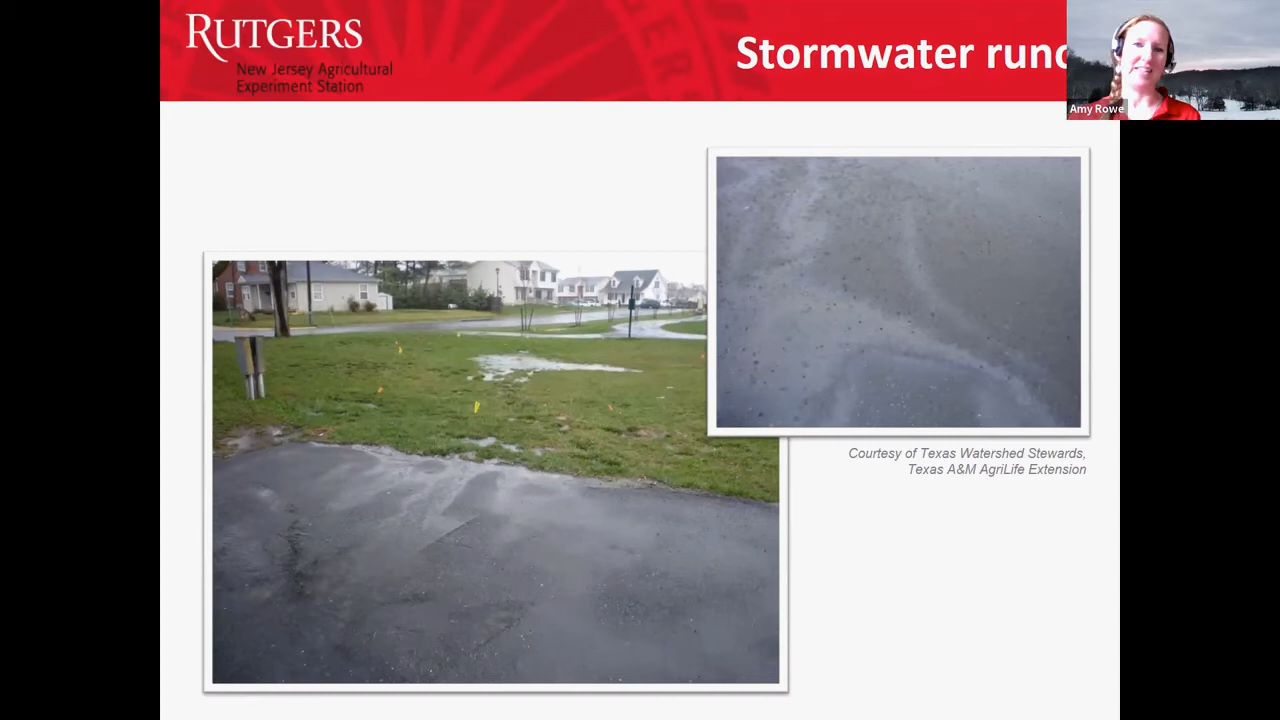 RUTGERS
New Jersey Agricultural
Experiment Station
Stormwater runo
Amy Rowe
Courtesy of Texas Watershed Stewards,
Texas A&M AgriLife Extension